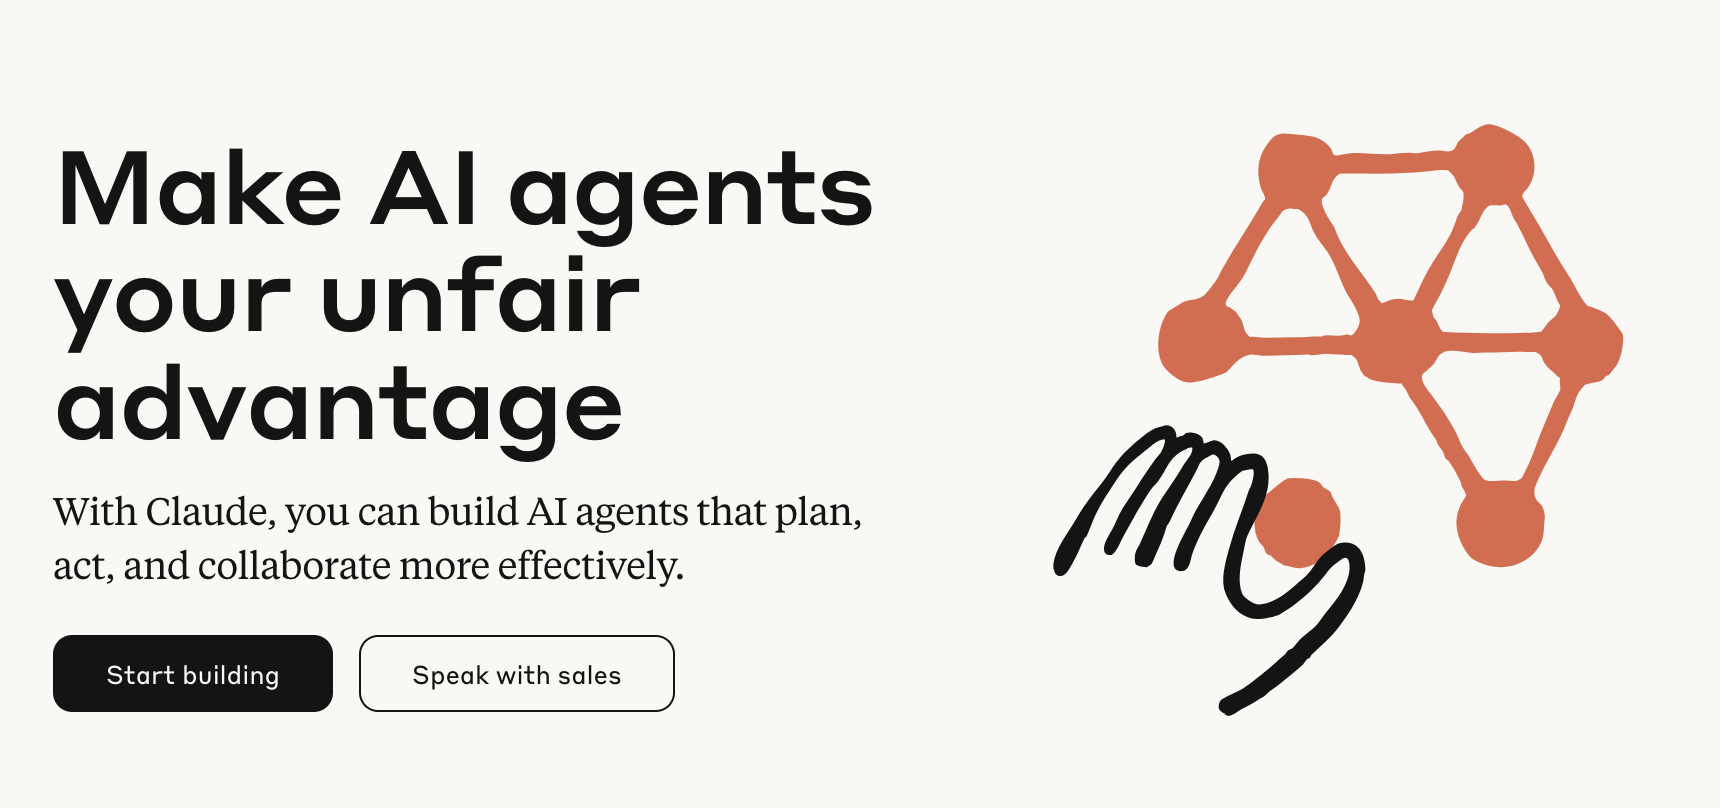 Make AI agents
your unfair
advantage
With Claude, you can build AI agents that plan,
act, and collaborate more effectively.
Start building
Speak with sales